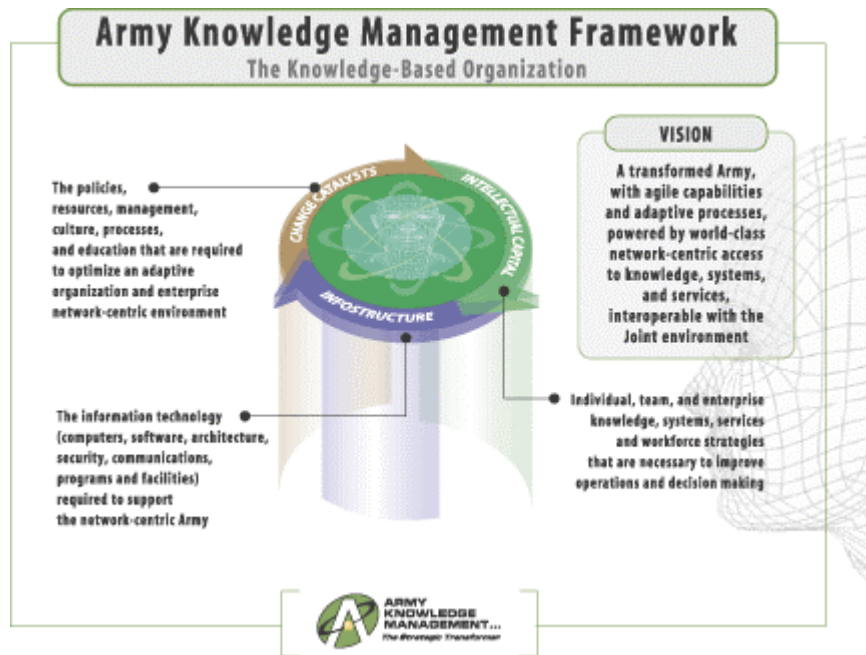 Army Knowledge Management Framework
The Knowledge-Based Organization
The policies,
resources, management,
culture, processes,
and education that are required
to optimize an adaptive
organization and enterprise
network-centric environment
CHANGE CATALYSTS
INTELLECTUAL CAPITAL
INFOSTRUCTURE
VISION
A transformed Army,
with agile capabilities
and adaptive processes,
powered by world-class
network-centric access
to knowledge, systems,
and services,
interoperable with the
Joint environment
The information technology
(computers, software, architecture,
security, communications,
programs and facilities)
required to support
the network-centric Army
Individual, team, and enterprise
knowledge, systems, services
and workforce strategies
that are necessary to improve
operations and decision making
ARMY
KNOWLEDGE
MANAGEMENT...
The Strategic Transformer